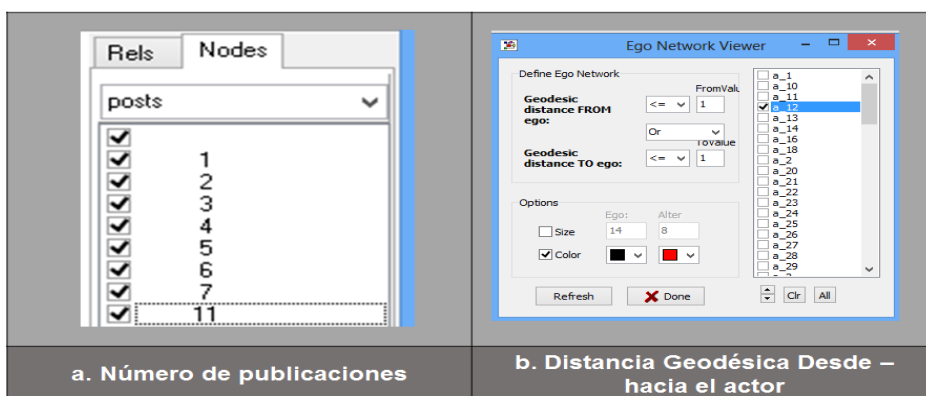 Rels Nodes
posts
1
2
3
4
5
6
7
11
a. Número de publicaciones
Ego Network Viewer
Define Ego Network
FromValu
Geodesic
distance FROM
ego:
<= 1
Or
ToValue
Geodesic
distance TO ego:
<= 1
Options
Ego: Alter
Size 14 8
Color
Refresh Done
a_1
a_10
a_11
a_12
a_13
a_14
a_16
a_18
a_2
a_20
a_21
a_22
a_23
a_24
a_25
a_26
a_27
a_28
a_29
Clr All
b. Distancia Geodésica Desde –
hacia el actor